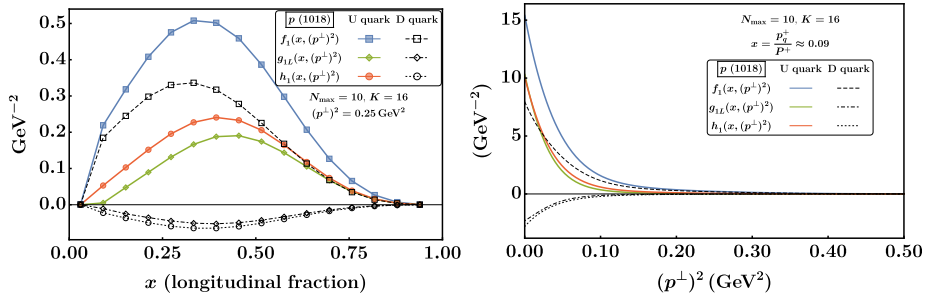 p (1018) U quark D quark
f₁(x, (p^⊥)²)
g₁L(x, (p^⊥)²)
h₁(x, (p^⊥)²)
N_max = 10, K = 16
(p^⊥)² = 0.25 GeV²
GeV⁻²
0.5
0.4
0.3
0.2
0.1
0.0
0.00 0.25 0.50 0.75 1.00
x (longitudinal fraction)
N_max = 10, K = 16
x = p_q^+ / P^+ ≈ 0.09
p (1018) U quark D quark
f₁(x, (p^⊥)²)
g₁L(x, (p^⊥)²)
h₁(x, (p^⊥)²)
(GeV⁻²)
15
10
5
0
0.00 0.10 0.20 0.30 0.40 0.50
(p^⊥)² (GeV²)